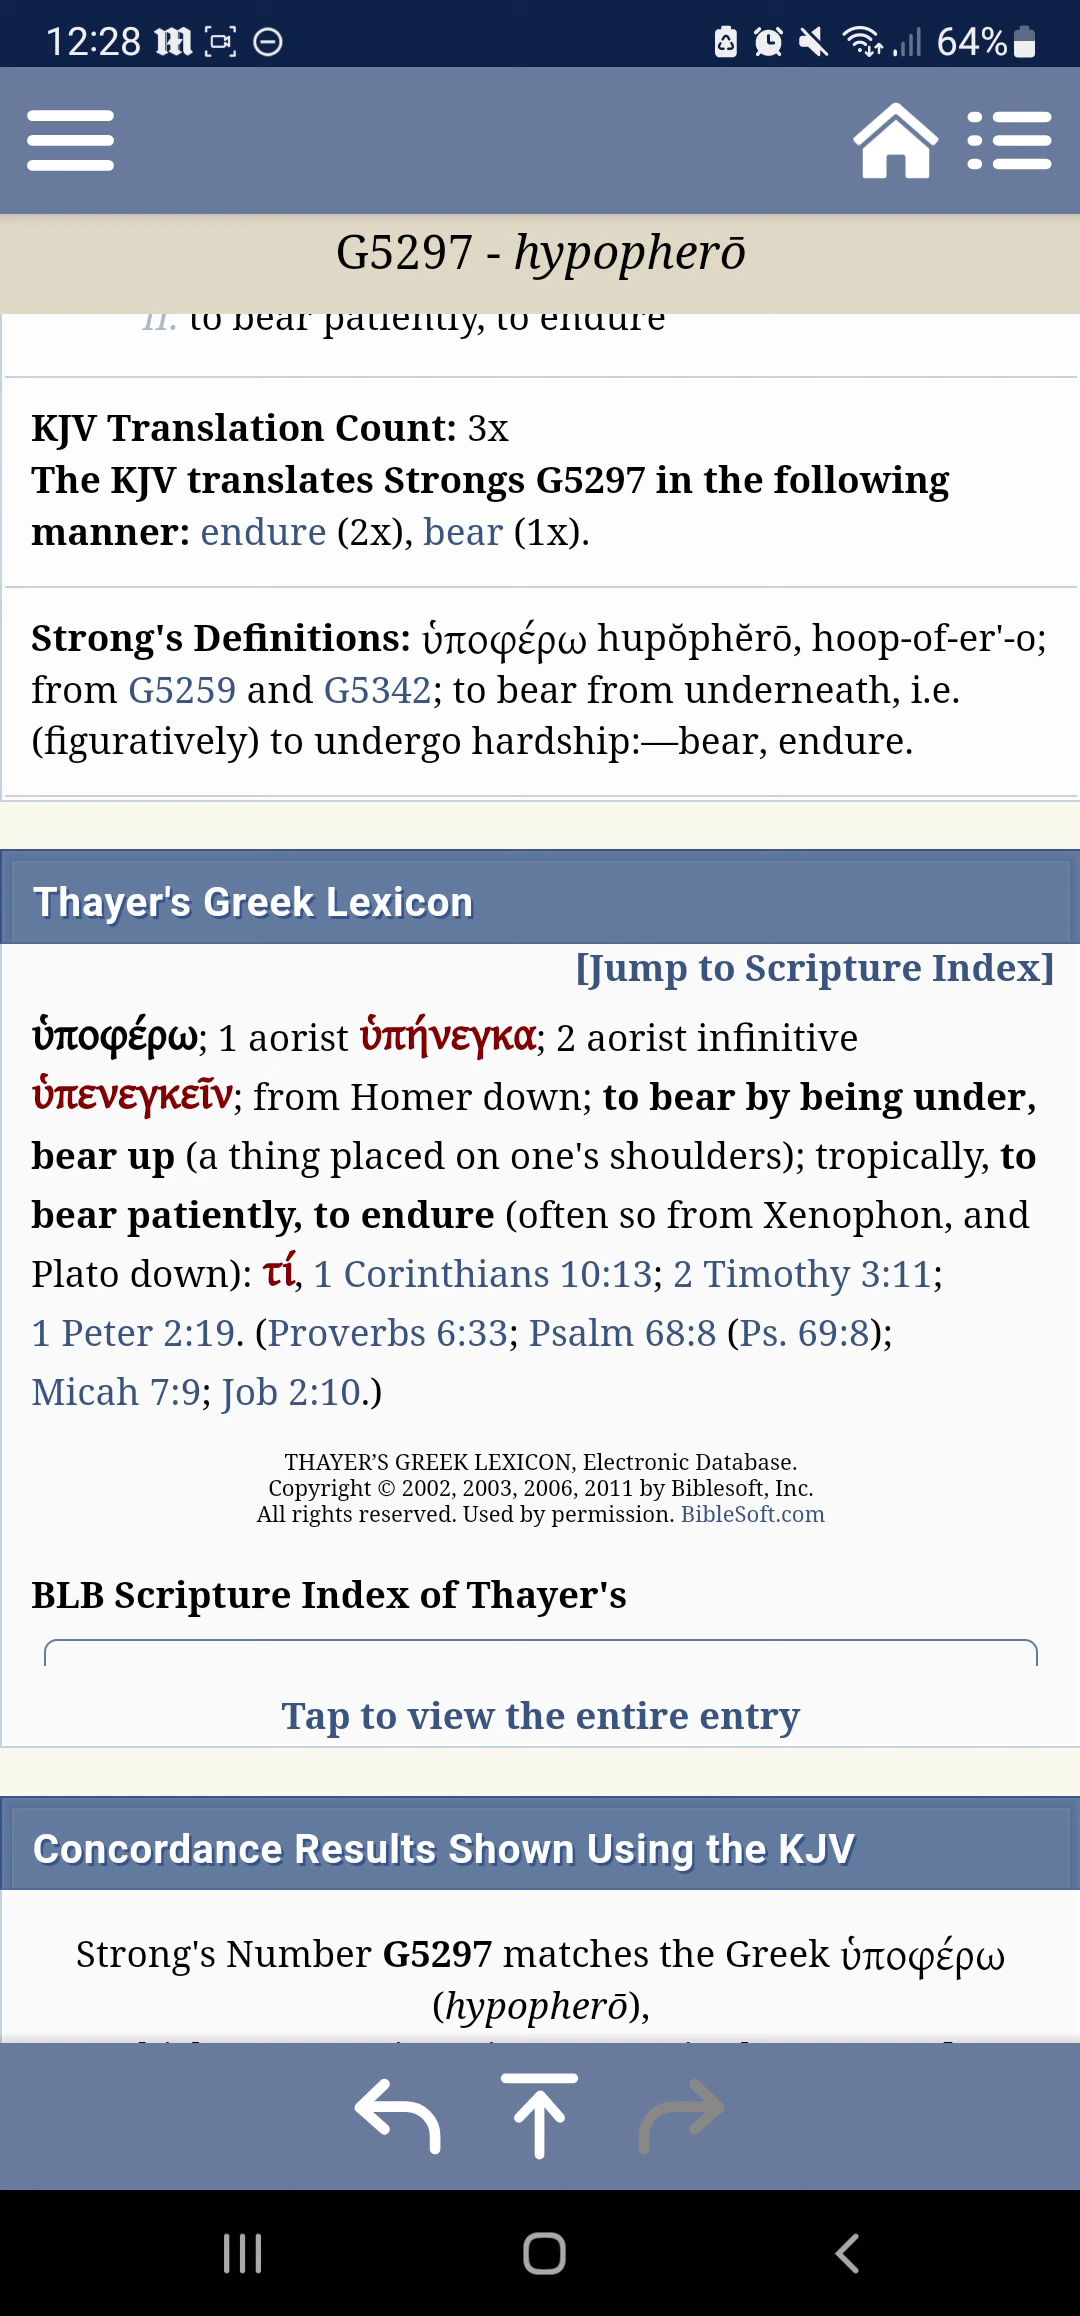 12:28
64%
G5297 - hypopherō
II. to bear patiently, to endure
KJV Translation Count: 3x
The KJV translates Strongs G5297 in the following
manner: endure (2x), bear (1x).
Strong's Definitions: ὑποφέρω hupŏphĕrō, hoop-of-er'-o;
from G5259 and G5342; to bear from underneath, i.e.
(figuratively) to undergo hardship:—bear, endure.
Thayer's Greek Lexicon
[Jump to Scripture Index]
ὑποφέρω; 1 aorist ὑπήνεγκα; 2 aorist infinitive
ὑπενεγκεῖν; from Homer down; to bear by being under,
bear up (a thing placed on one's shoulders); tropically, to
bear patiently, to endure (often so from Xenophon, and
Plato down): τί, 1 Corinthians 10:13; 2 Timothy 3:11;
1 Peter 2:19. (Proverbs 6:33; Psalm 68:8 (Ps. 69:8);
Micah 7:9; Job 2:10.)
THAYER’S GREEK LEXICON, Electronic Database.
Copyright © 2002, 2003, 2006, 2011 by Biblesoft, Inc.
All rights reserved. Used by permission. BibleSoft.com
BLB Scripture Index of Thayer's
Tap to view the entire entry
Concordance Results Shown Using the KJV
Strong's Number G5297 matches the Greek ὑποφέρω
(hypopherō),